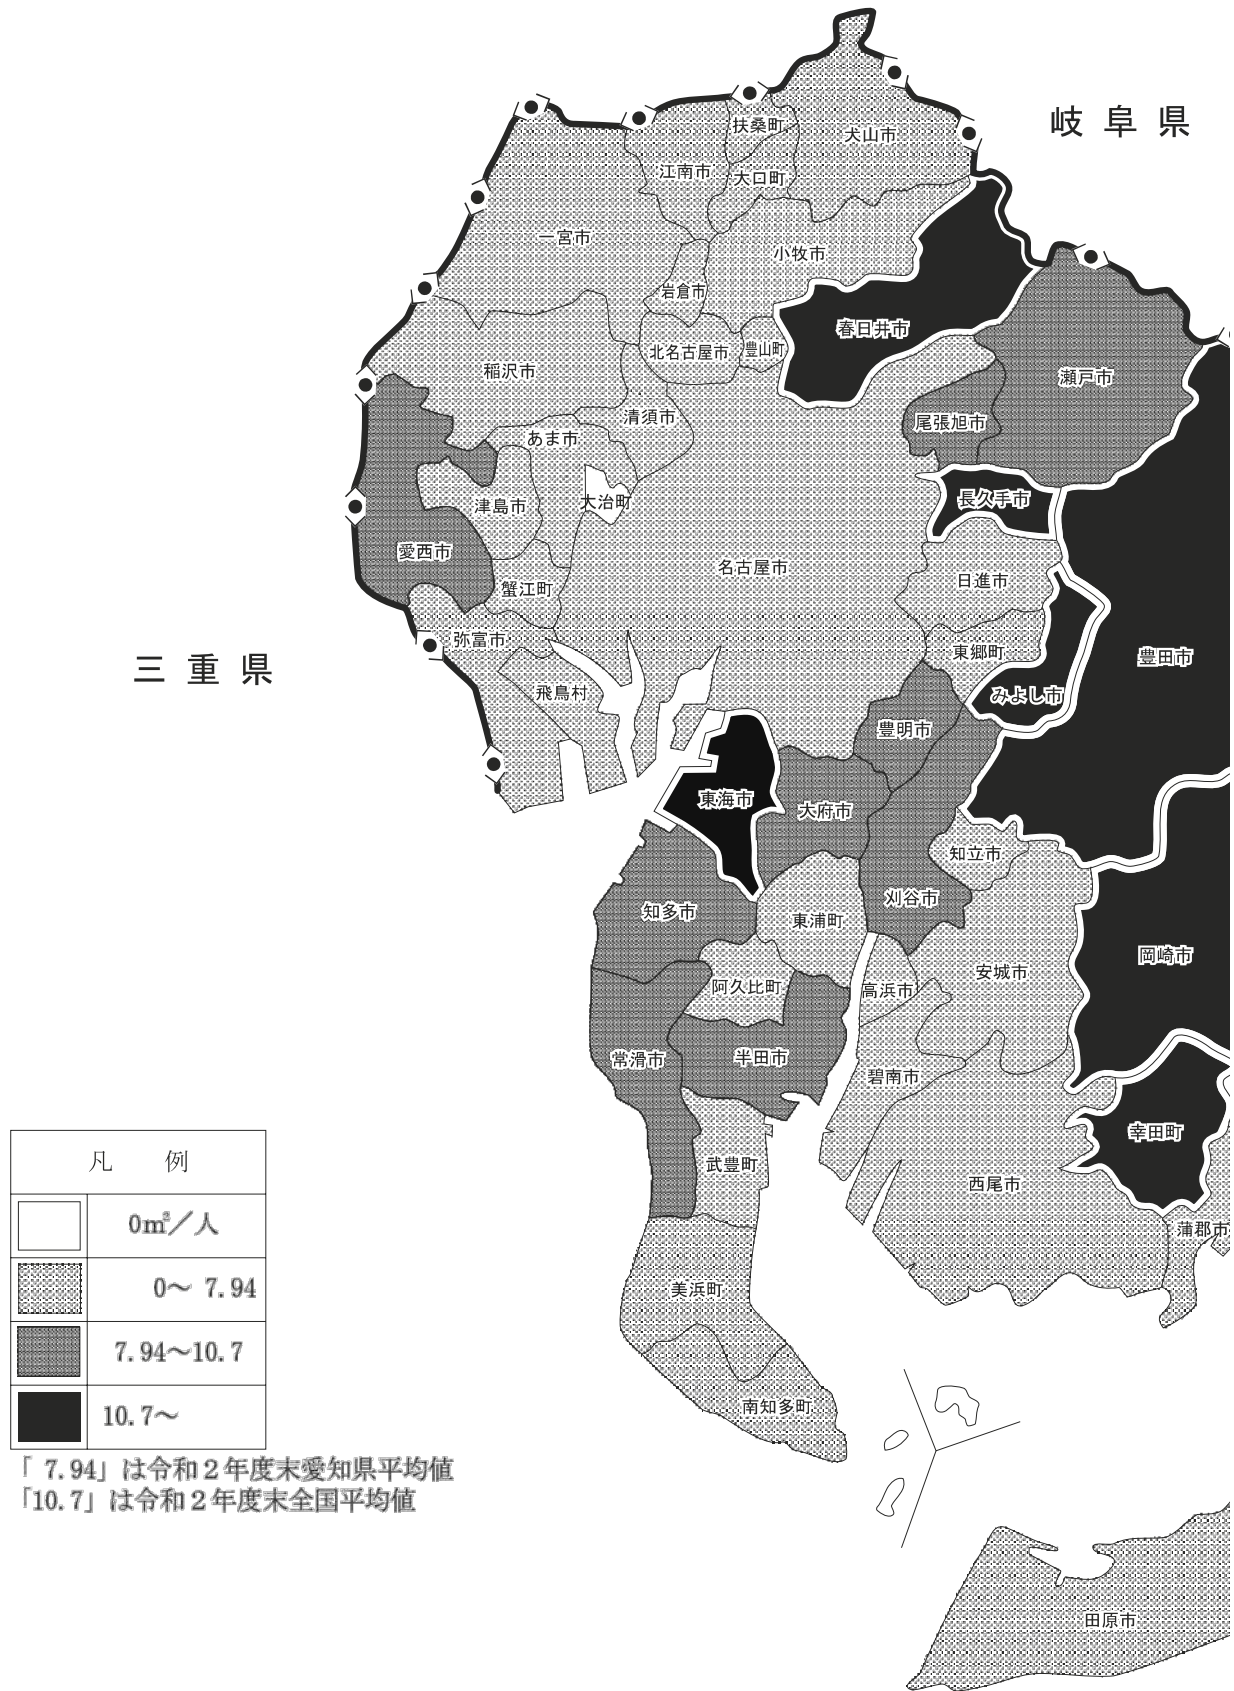 岐阜県
扶桑町
犬山市
江南市
大口町
一宮市
小牧市
岩倉市
春日井市
北名古屋市
豊山町
稲沢市
瀬戸市
清須市
尾張旭市
あま市
津島市
大治町
長久手市
愛西市
名古屋市
日進市
蟹江町
弥富市
東郷町
豊田市
三重県
飛島村
みよし市
豊明市
東海市
大府市
知立市
刈谷市
知多市
東浦町
岡崎市
安城市
阿久比町
高浜市
常滑市
半田市
碧南市
幸田町
武豊町
西尾市
蒲郡市
美浜町
南知多町
田原市
凡 例
0㎡／人
0～ 7.94
7.94～10.7
10.7～
「 7.94」は令和２年度末愛知県平均値
「10.7」は令和２年度末全国平均値